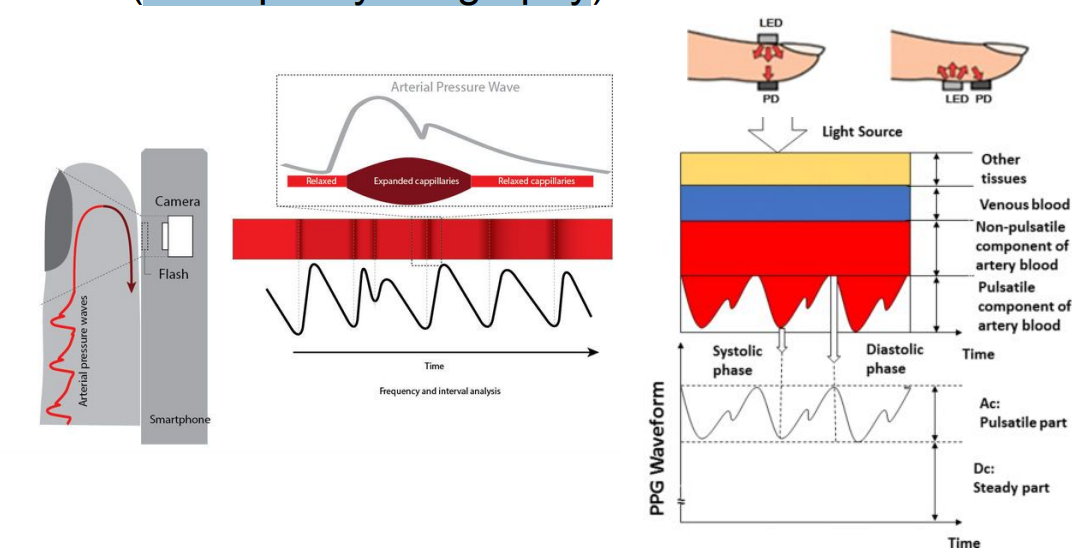 Arterial Pressure Wave
Relaxed
Expanded cappillaries
Relaxed cappillaries
Camera
Flash
Arterial pressure waves
Smartphone
Time
Frequency and interval analysis
LED
PD
LED PD
Light Source
Other
tissues
Venous blood
Non-pulsatile
component of
artery blood
Pulsatile
component of
artery blood
Systolic
phase
Diastolic
phase
Time
PPG Waveform
Ac:
Pulsatile part
Dc:
Steady part
Time